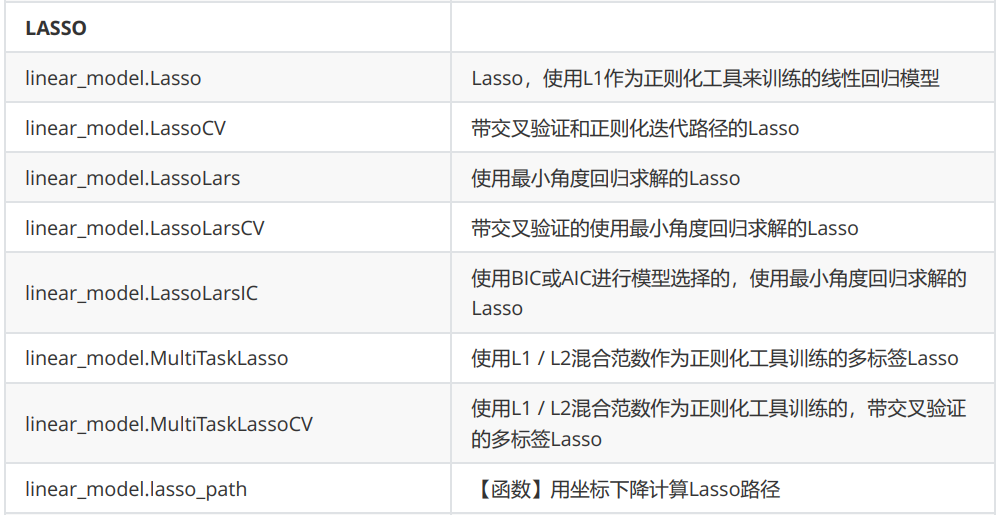 LASSO
linear_model.Lasso
Lasso，使用L1作为正则化工具来训练的线性回归模型
linear_model.LassoCV
带交叉验证和正则化迭代路径的Lasso
linear_model.LassoLars
使用最小角度回归求解的Lasso
linear_model.LassoLarsCV
带交叉验证的使用最小角度回归求解的Lasso
linear_model.LassoLarsIC
使用BIC或AIC进行模型选择的，使用最小角度回归求解的
Lasso
linear_model.MultiTaskLasso
使用L1 / L2混合范数作为正则化工具训练的多标签Lasso
linear_model.MultiTaskLassoCV
使用L1 / L2混合范数作为正则化工具训练的，带交叉验证
的多标签Lasso
linear_model.lasso_path
【函数】用坐标下降计算Lasso路径